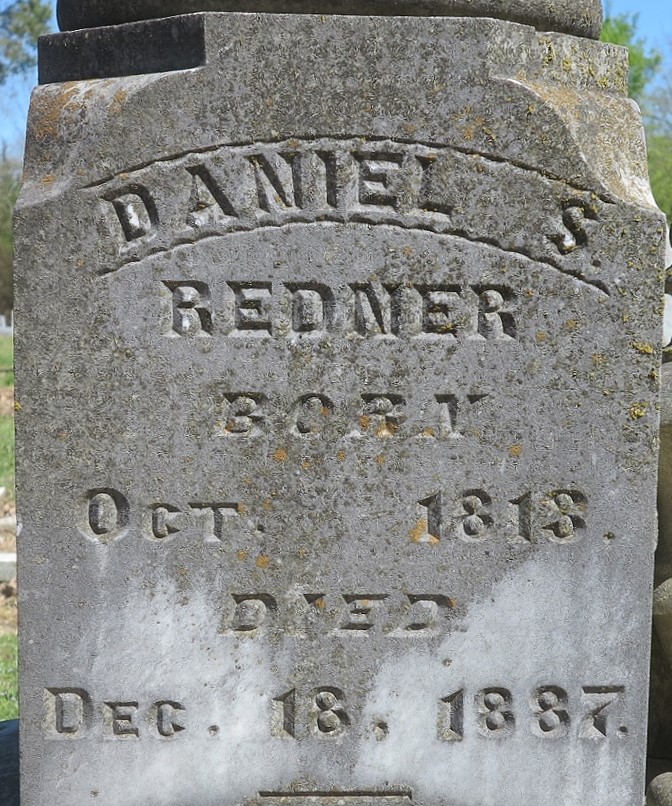 DANIEL S.
REDNER
BORN
OCT. 1813.
DIED
DEC. 18, 1887.